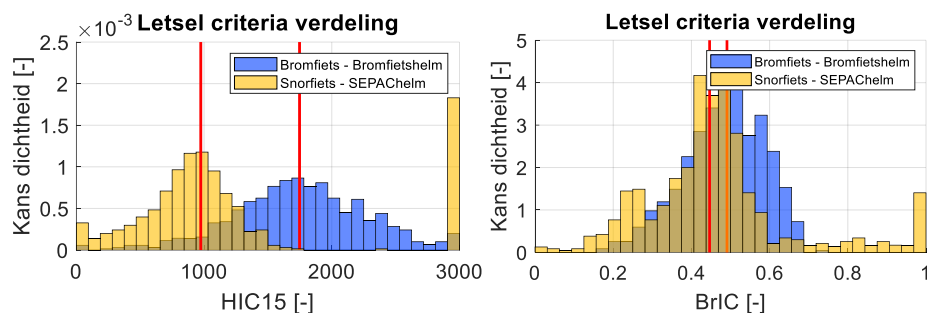 Letsel criteria verdeling
×10⁻³
2.5
2
1.5
1
0.5
0
Kans dichtheid [-]
Bromfiets - Bromfietshelm
Snorfiets - SEPAChelm
0 1000 2000 3000
HIC15 [-]
Letsel criteria verdeling
5
4
3
2
1
0
Kans dichtheid [-]
Bromfiets - Bromfietshelm
Snorfiets - SEPAChelm
0 0.2 0.4 0.6 0.8 1
BrIC [-]